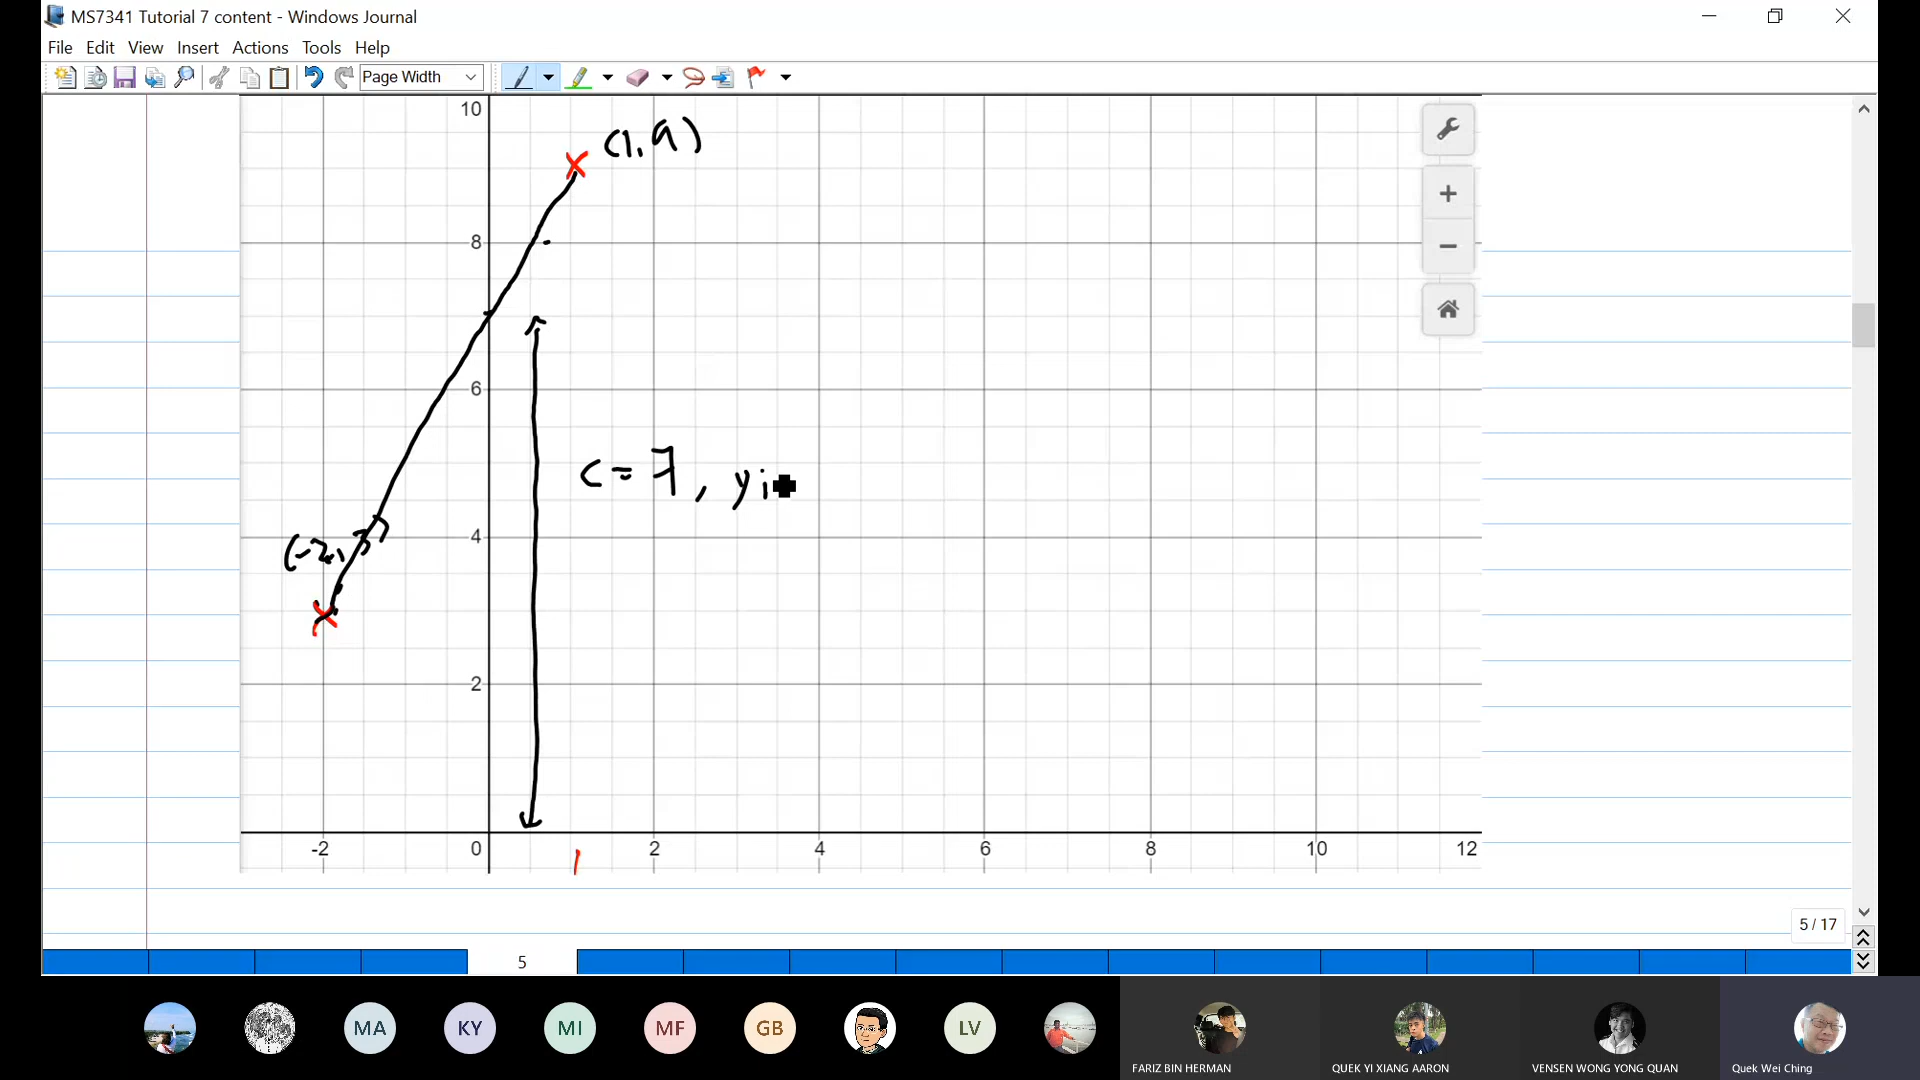 MS7341 Tutorial 7 content - Windows Journal
File Edit View Insert Actions Tools Help
Page Width
10
(1, 9)
8
6
c = 7, yi
4
(-2, 3)
2
-2 0 2 4 6 8 10 12
1
5 / 17
5
MA KY MI MF GB LV
FARIZ BIN HERMAN QUEK YI XIANG AARON VENSEN WONG YONG QUAN Quek Wei Ching